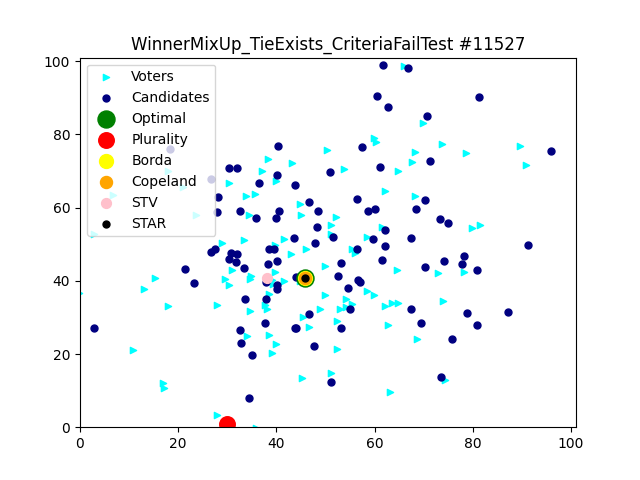 WinnerMixUp_TieExists_CriteriaFailTest #11527
Voters
Candidates
Optimal
Plurality
Borda
Copeland
STV
STAR
100
80
60
40
20
0
0 20 40 60 80 100